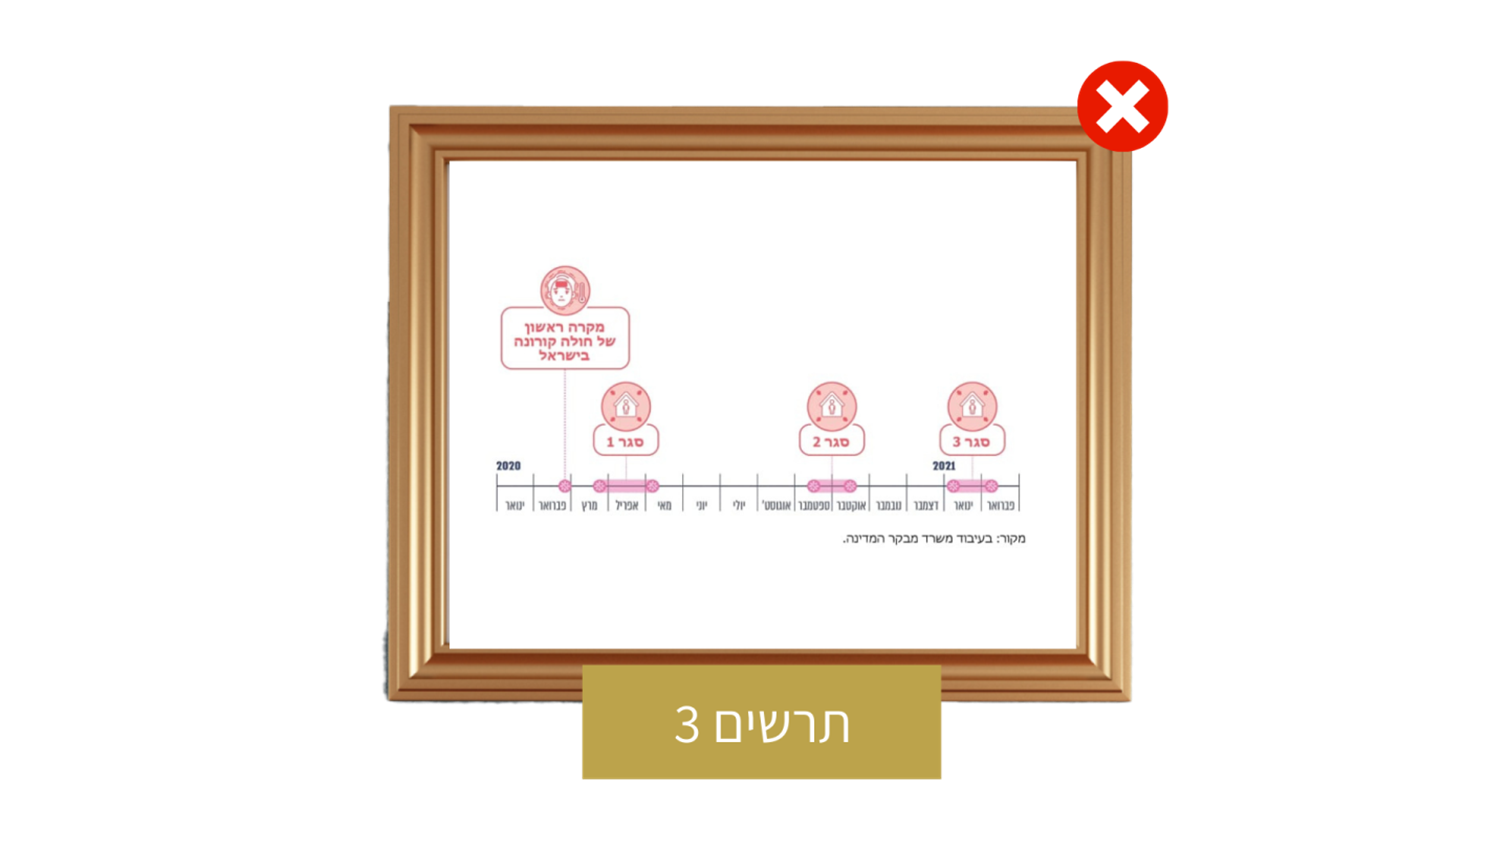 מקרה ראשון
של חולה קורונה
בישראל
סגר 1
סגר 2
סגר 3
2020
2021
ינואר
פברואר
מרץ
אפריל
מאי
יוני
יולי
אוגוסט'
ספטמבר
אוקטבר
נובמבר
דצמבר
ינואר
פברואר
מקור: בעיבוד משרד מבקר המדינה.
תרשים 3